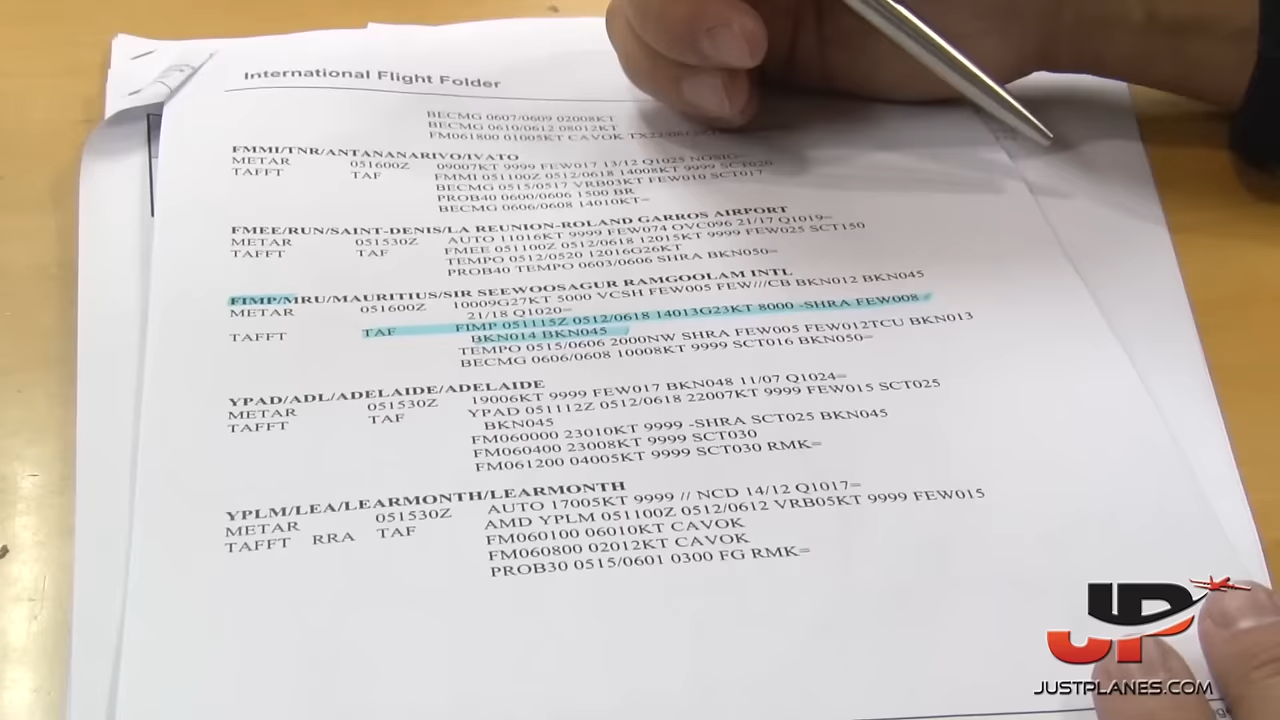 International Flight Folder
BECMG 0607/0609 02008KT
BECMG 0610/0612 08012KT
FM061800 01005KT CAVOK
FMMI/TNR/ANTANANARIVO/IVATO
METAR 051600Z 09007KT 9999 FEW017 13/12 Q1025 NOSIG=
TAFFT TAF FMMI 051100Z 0512/0618 14008KT 9999 SCT020
BECMG 0515/0517 VRB03KT FEW010 SCT017
PROB40 0600/0606 1500 BR
BECMG 0606/0608 14010KT=
FMEE/RUN/SAINT-DENIS/LA REUNION-ROLAND GARROS AIRPORT
METAR 051530Z AUTO 11016KT 9999 FEW074 OVC096 21/17 Q1019=
TAFFT TAF FMEE 051100Z 0512/0618 12015KT 9999 FEW025 SCT150
TEMPO 0512/0520 12016G26KT
PROB40 TEMPO 0603/0606 SHRA BKN050=
FIMP/MRU/MAURITIUS/SIR SEEWOOSAGUR RAMGOOLAM INTL
METAR 051600Z 10009G27KT 5000 VCSH FEW005 FEW///CB BKN012 BKN045
21/18 Q1020=
TAFFT TAF FIMP 051115Z 0512/0618 14013G23KT 8000 -SHRA FEW008
BKN014 BKN045
TEMPO 0515/0606 2000NW SHRA FEW005 FEW012TCU BKN013
BECMG 0606/0608 10008KT 9999 SCT016 BKN050=
YPAD/ADL/ADELAIDE/ADELAIDE
METAR 051530Z 19006KT 9999 FEW017 BKN048 11/07 Q1024=
TAFFT TAF YPAD 051112Z 0512/0618 22007KT 9999 FEW015 SCT025
BKN045
FM060000 23010KT 9999 -SHRA SCT025 BKN045
FM060400 23008KT 9999 SCT030
FM061200 04005KT 9999 SCT030 RMK=
YPLM/LEA/LEARMONTH/LEARMONTH
METAR 051530Z AUTO 17005KT 9999 // NCD 14/12 Q1017=
TAFFT RRA TAF AMD YPLM 051100Z 0512/0612 VRB05KT 9999 FEW015
FM060100 06010KT CAVOK
FM060800 02012KT CAVOK
PROB30 0515/0601 0300 FG RMK=
JP
JUSTPLANES.COM